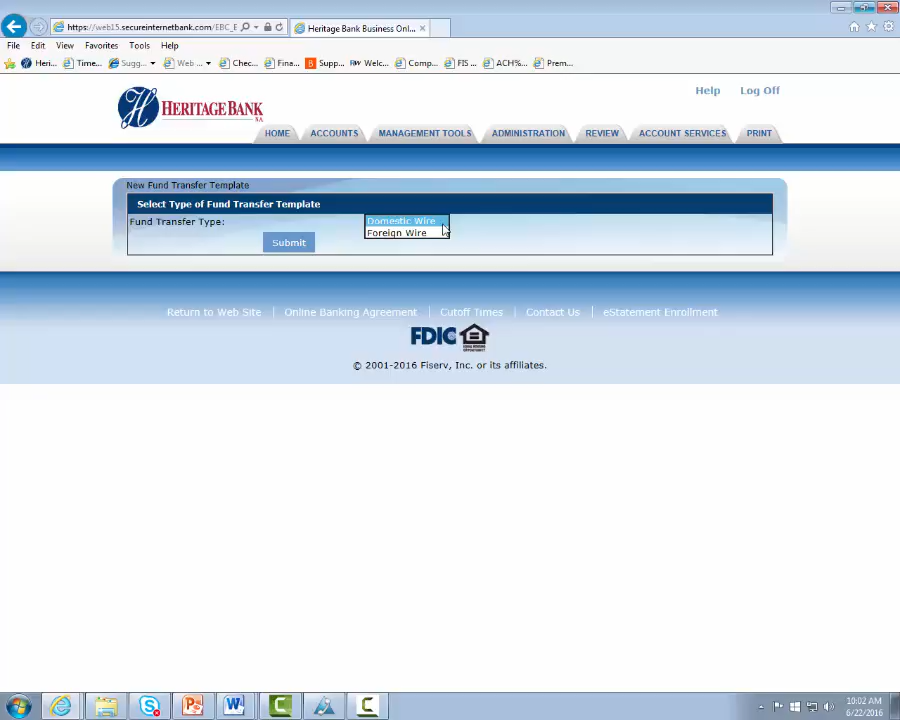 https://web15.secureinternetbank.com/EBC_E
Heritage Bank Business Onl...
File Edit View Favorites Tools Help
Heri... Time... Sugg... Web ... Chec... Fina... Supp... Welc... Comp... FIS ... ACH%... Prem...
Help Log Off
HERITAGE BANK NA
HOME ACCOUNTS MANAGEMENT TOOLS ADMINISTRATION REVIEW ACCOUNT SERVICES PRINT
New Fund Transfer Template
Select Type of Fund Transfer Template
Fund Transfer Type: Domestic Wire
Foreign Wire
Submit
Return to Web Site | Online Banking Agreement | Cutoff Times | Contact Us | eStatement Enrollment
FDIC
© 2001-2016 Fiserv, Inc. or its affiliates.
10:02 AM
6/22/2016